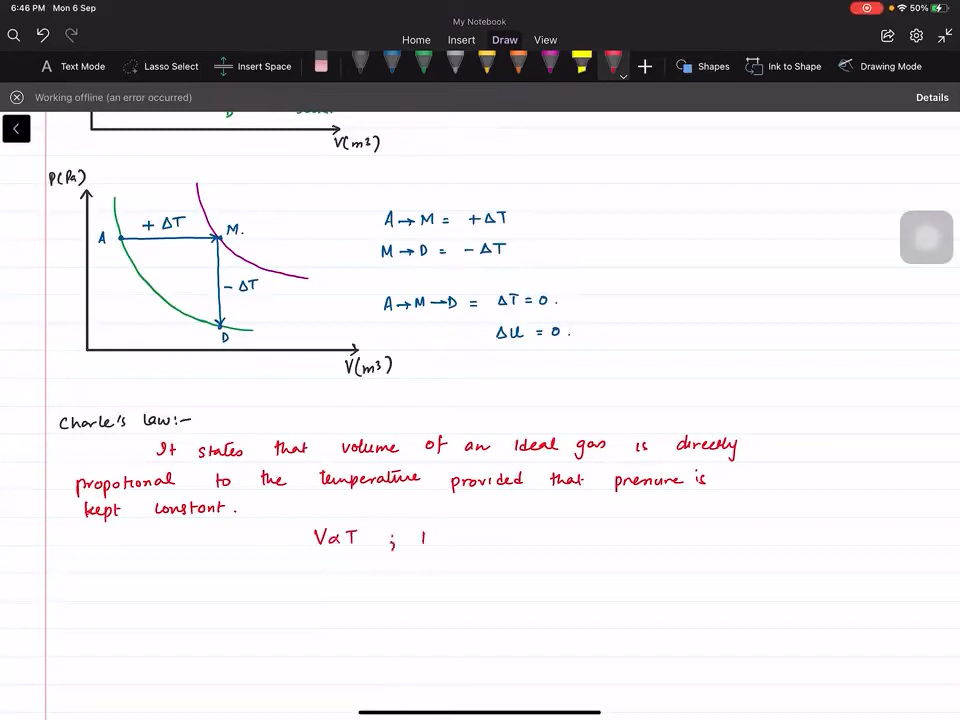 6:46 PM Mon 6 Sep
50%
My Notebook
Home Insert Draw View
Text Mode Lasso Select Insert Space Shapes Ink to Shape Drawing Mode
Working offline (an error occurred) Details
V(m³)
P(Pa)
+ ΔT
A
M.
- ΔT
D
V(m³)
A → M = + ΔT
M → D = - ΔT
A → M → D = ΔT = 0 .
ΔU = 0 .
Charle's law:-
It states that volume of an ideal gas is directly
propotional to the temperature provided that pressure is
kept constant.
V ∝ T ;